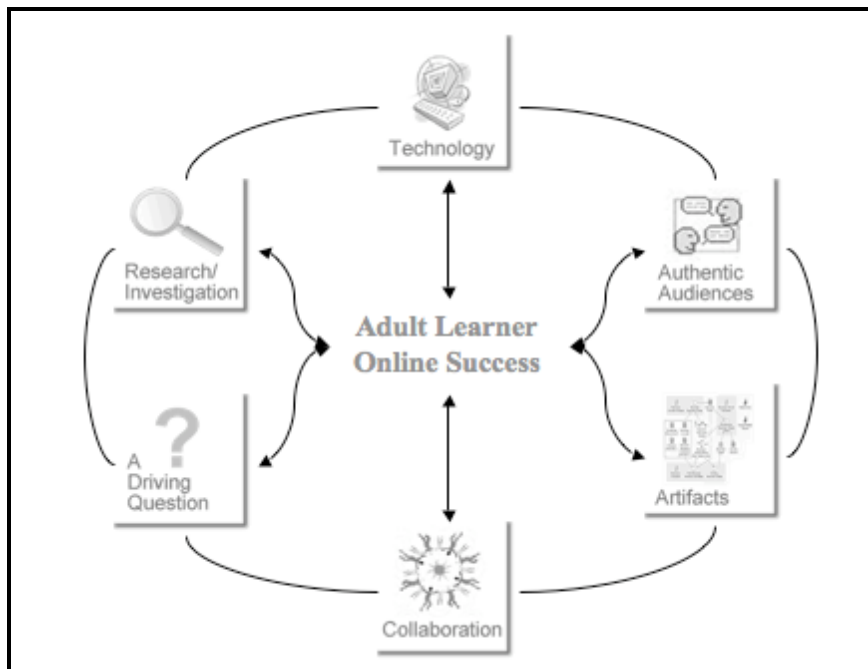 Technology
Research/
Investigation
Authentic
Audiences
Adult Learner
Online Success
A
Driving
Question
?
Artifacts
Collaboration